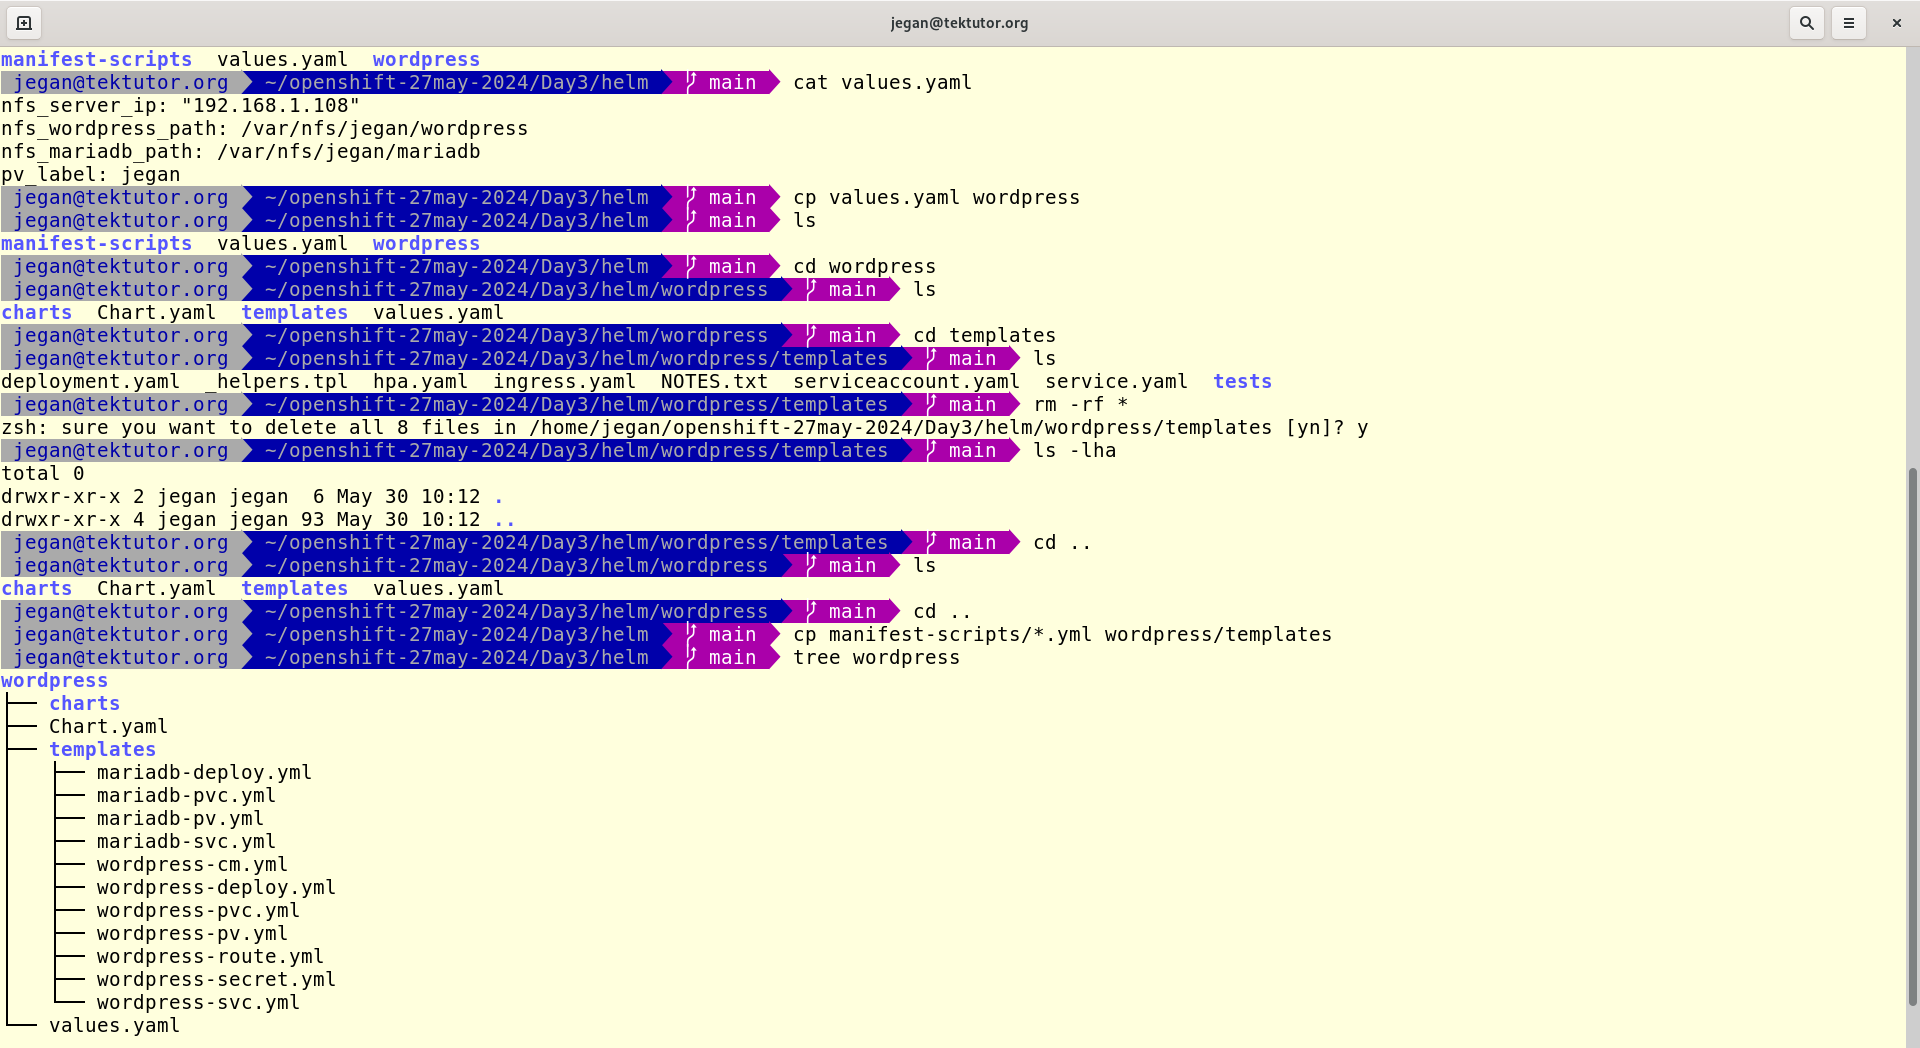 jegan@tektutor.org
manifest-scripts  values.yaml  wordpress
jegan@tektutor.org  ~/openshift-27may-2024/Day3/helm  main  cat values.yaml
nfs_server_ip: "192.168.1.108"
nfs_wordpress_path: /var/nfs/jegan/wordpress
nfs_mariadb_path: /var/nfs/jegan/mariadb
pv_label: jegan
jegan@tektutor.org  ~/openshift-27may-2024/Day3/helm  main  cp values.yaml wordpress
jegan@tektutor.org  ~/openshift-27may-2024/Day3/helm  main  ls
manifest-scripts  values.yaml  wordpress
jegan@tektutor.org  ~/openshift-27may-2024/Day3/helm  main  cd wordpress
jegan@tektutor.org  ~/openshift-27may-2024/Day3/helm/wordpress  main  ls
charts  Chart.yaml  templates  values.yaml
jegan@tektutor.org  ~/openshift-27may-2024/Day3/helm/wordpress  main  cd templates
jegan@tektutor.org  ~/openshift-27may-2024/Day3/helm/wordpress/templates  main  ls
deployment.yaml  _helpers.tpl  hpa.yaml  ingress.yaml  NOTES.txt  serviceaccount.yaml  service.yaml  tests
jegan@tektutor.org  ~/openshift-27may-2024/Day3/helm/wordpress/templates  main  rm -rf *
zsh: sure you want to delete all 8 files in /home/jegan/openshift-27may-2024/Day3/helm/wordpress/templates [yn]? y
jegan@tektutor.org  ~/openshift-27may-2024/Day3/helm/wordpress/templates  main  ls -lha
total 0
drwxr-xr-x 2 jegan jegan  6 May 30 10:12 .
drwxr-xr-x 4 jegan jegan 93 May 30 10:12 ..
jegan@tektutor.org  ~/openshift-27may-2024/Day3/helm/wordpress/templates  main  cd ..
jegan@tektutor.org  ~/openshift-27may-2024/Day3/helm/wordpress  main  ls
charts  Chart.yaml  templates  values.yaml
jegan@tektutor.org  ~/openshift-27may-2024/Day3/helm/wordpress  main  cd ..
jegan@tektutor.org  ~/openshift-27may-2024/Day3/helm  main  cp manifest-scripts/*.yml wordpress/templates
jegan@tektutor.org  ~/openshift-27may-2024/Day3/helm  main  tree wordpress
wordpress
├── charts
├── Chart.yaml
├── templates
│   ├── mariadb-deploy.yml
│   ├── mariadb-pvc.yml
│   ├── mariadb-pv.yml
│   ├── mariadb-svc.yml
│   ├── wordpress-cm.yml
│   ├── wordpress-deploy.yml
│   ├── wordpress-pvc.yml
│   ├── wordpress-pv.yml
│   ├── wordpress-route.yml
│   ├── wordpress-secret.yml
│   └── wordpress-svc.yml
└── values.yaml